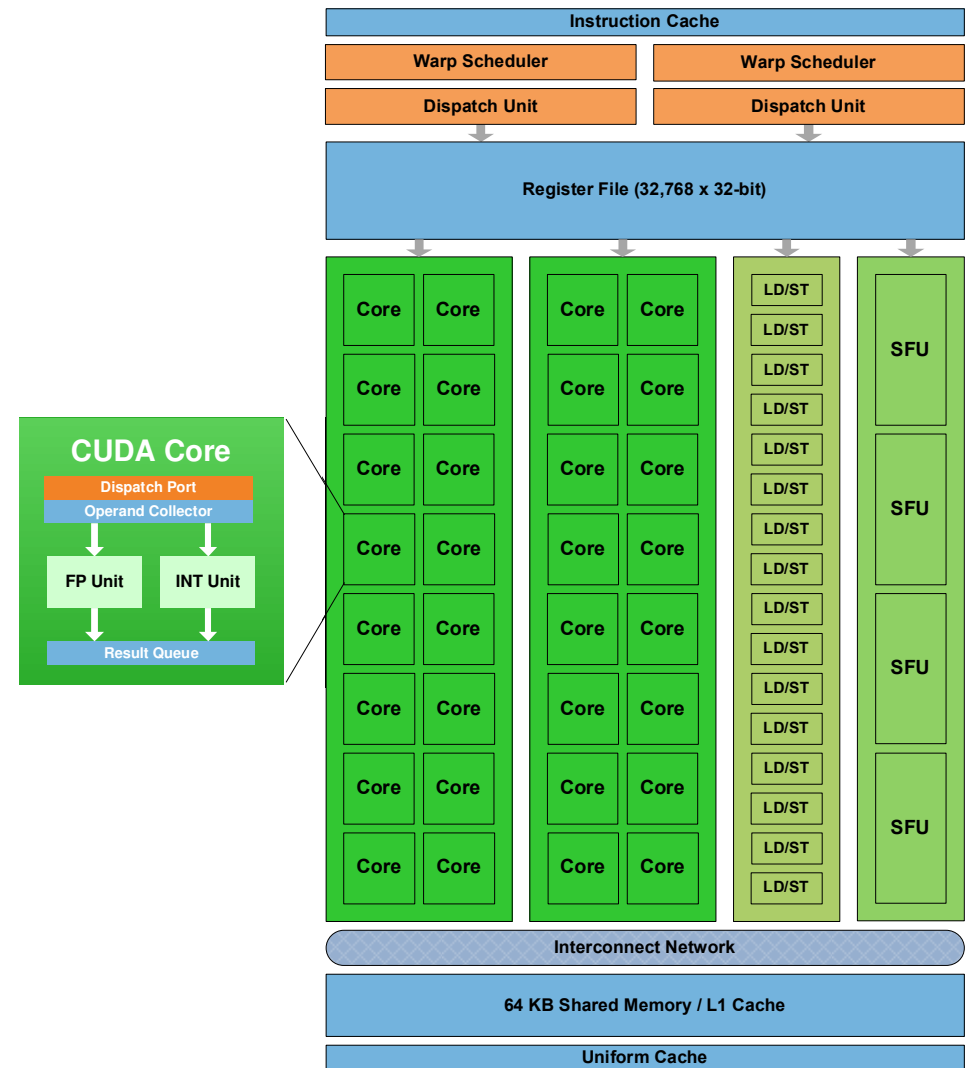 Instruction Cache
Warp Scheduler Warp Scheduler
Dispatch Unit Dispatch Unit
Register File (32,768 x 32-bit)
Core Core Core Core LD/ST
LD/ST
SFU
Core Core Core Core LD/ST
LD/ST
Core Core Core Core LD/ST
LD/ST
SFU
Core Core Core Core LD/ST
LD/ST
Core Core Core Core LD/ST
LD/ST
SFU
Core Core Core Core LD/ST
LD/ST
Core Core Core Core LD/ST
LD/ST
SFU
Core Core Core Core LD/ST
LD/ST
CUDA Core
Dispatch Port
Operand Collector
FP Unit INT Unit
Result Queue
Interconnect Network
64 KB Shared Memory / L1 Cache
Uniform Cache